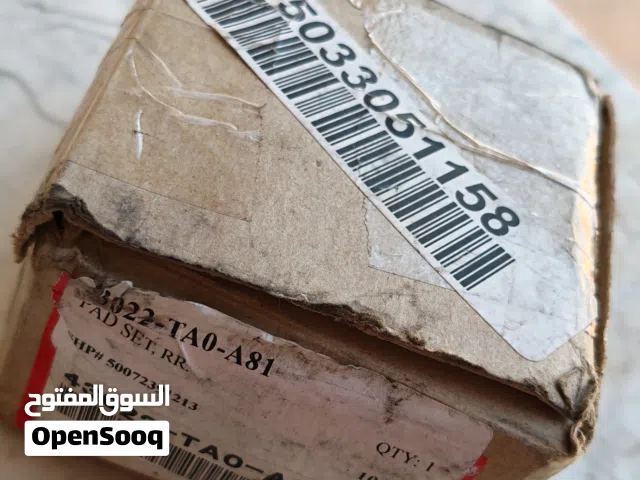 5033051158
3022-TA0-A81
PAD SET, RR.
QTY: 1
السوق المفتوح
OpenSooq